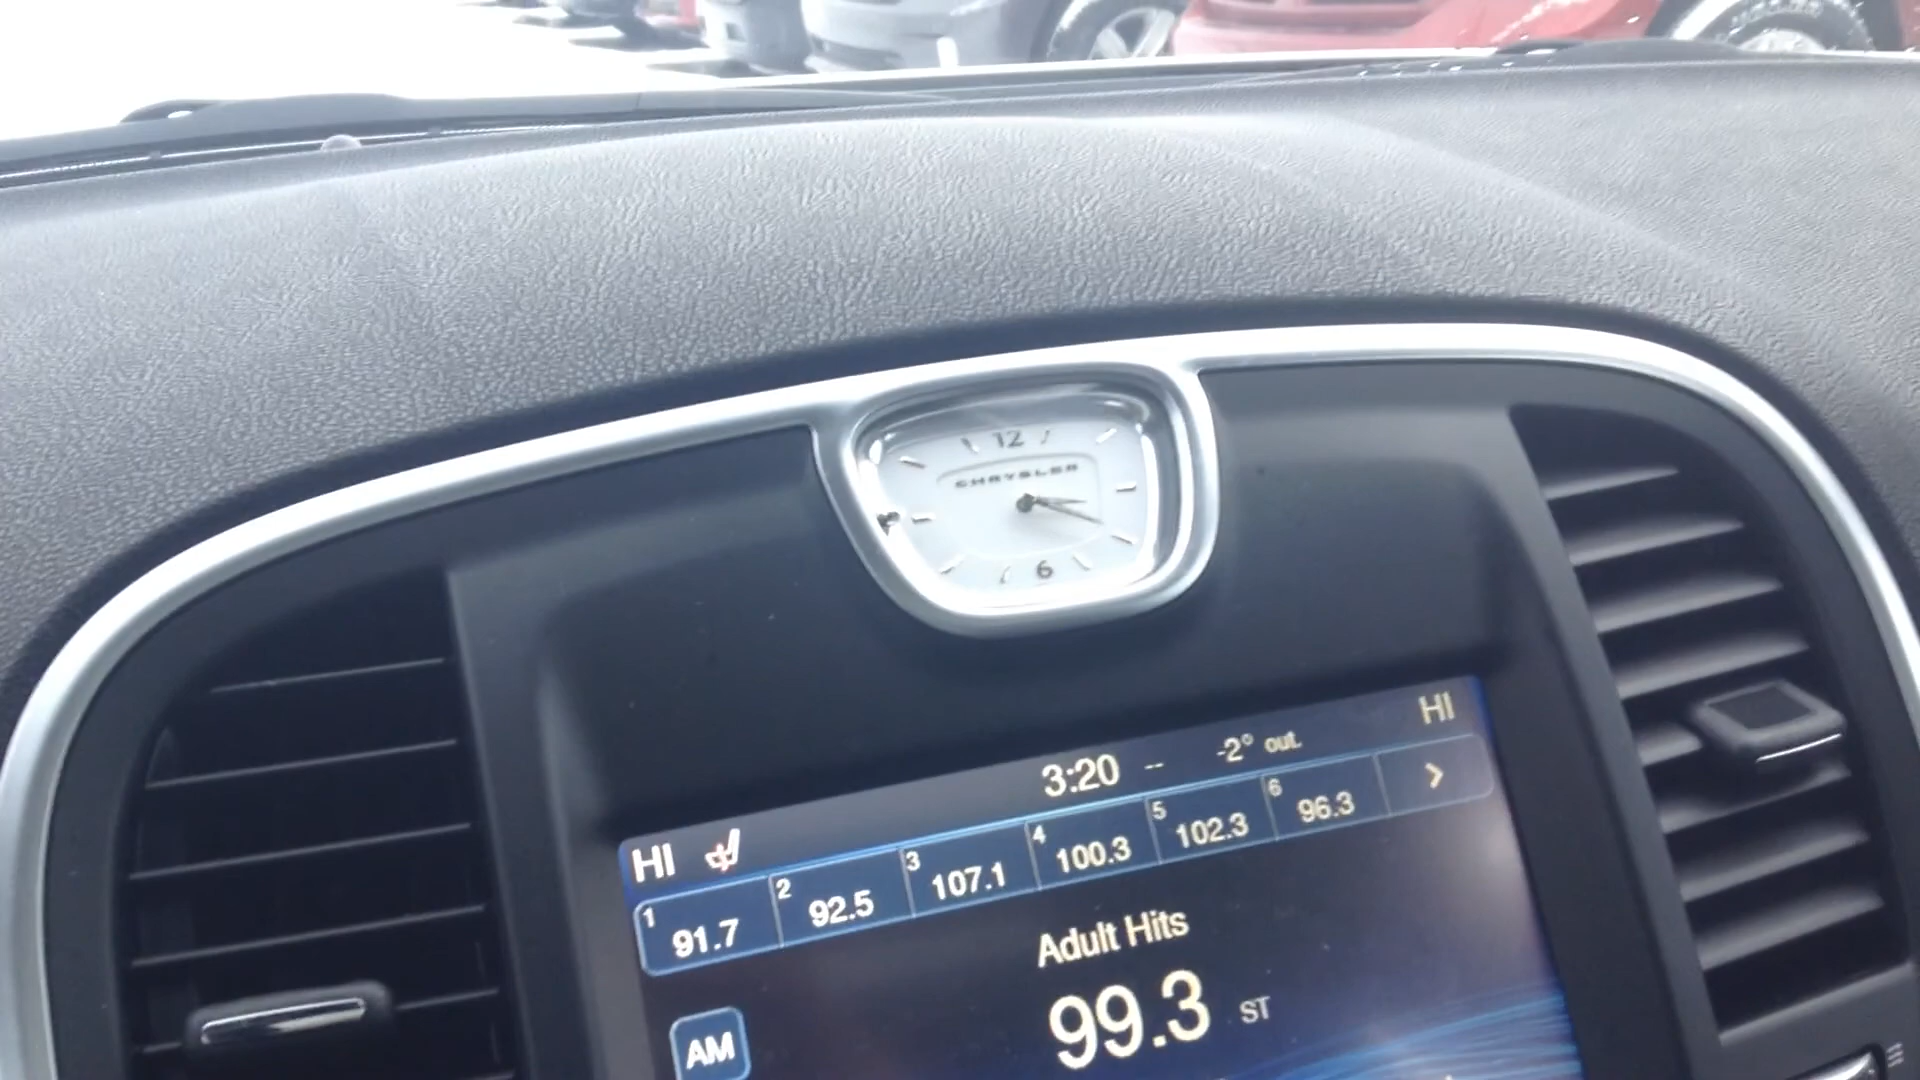 12
CHRYSLER
6
HI 3:20 -- -2° out. HI
1 91.7 2 92.5 3 107.1 4 100.3 5 102.3 6 96.3 >
Adult Hits
99.3 ST
AM